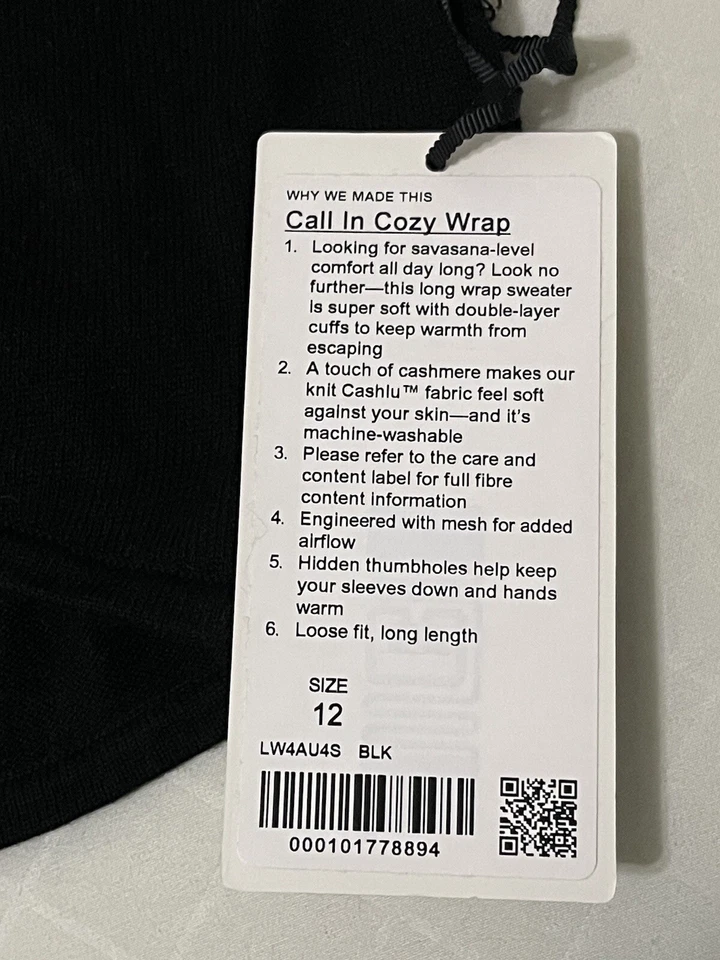 WHY WE MADE THIS
Call In Cozy Wrap
1. Looking for savasana-level
comfort all day long? Look no
further—this long wrap sweater
is super soft with double-layer
cuffs to keep warmth from
escaping
2. A touch of cashmere makes our
knit Cashlu™ fabric feel soft
against your skin—and it's
machine-washable
3. Please refer to the care and
content label for full fibre
content information
4. Engineered with mesh for added
airflow
5. Hidden thumbholes help keep
your sleeves down and hands
warm
6. Loose fit, long length
SIZE
12
LW4AU4S BLK
000101778894